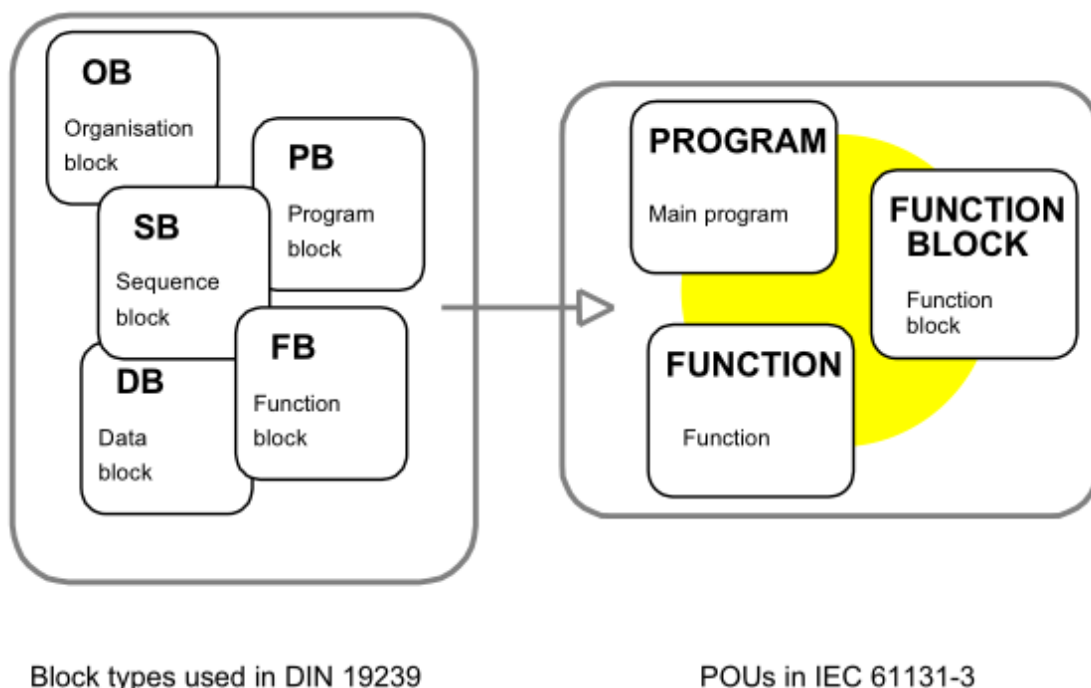 OB
Organisation
block
PB
Program
block
SB
Sequence
block
FB
Function
block
DB
Data
block
PROGRAM
Main program
FUNCTION
BLOCK
Function
block
FUNCTION
Function
Block types used in DIN 19239
POUs in IEC 61131-3